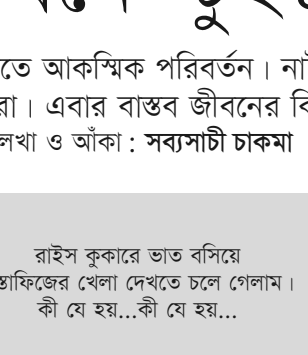 তে আকস্মিক পরিবর্তন। না
রা। এবার বাস্তব জীবনের
লেখা ও আঁকা : সব্যসাচী চাকমা
রাইস কুকারে ভাত বসিয়ে
স্তাফিজের খেলা দেখতে চলে গেলাম।
কী যে হয়...কী যে হয়...